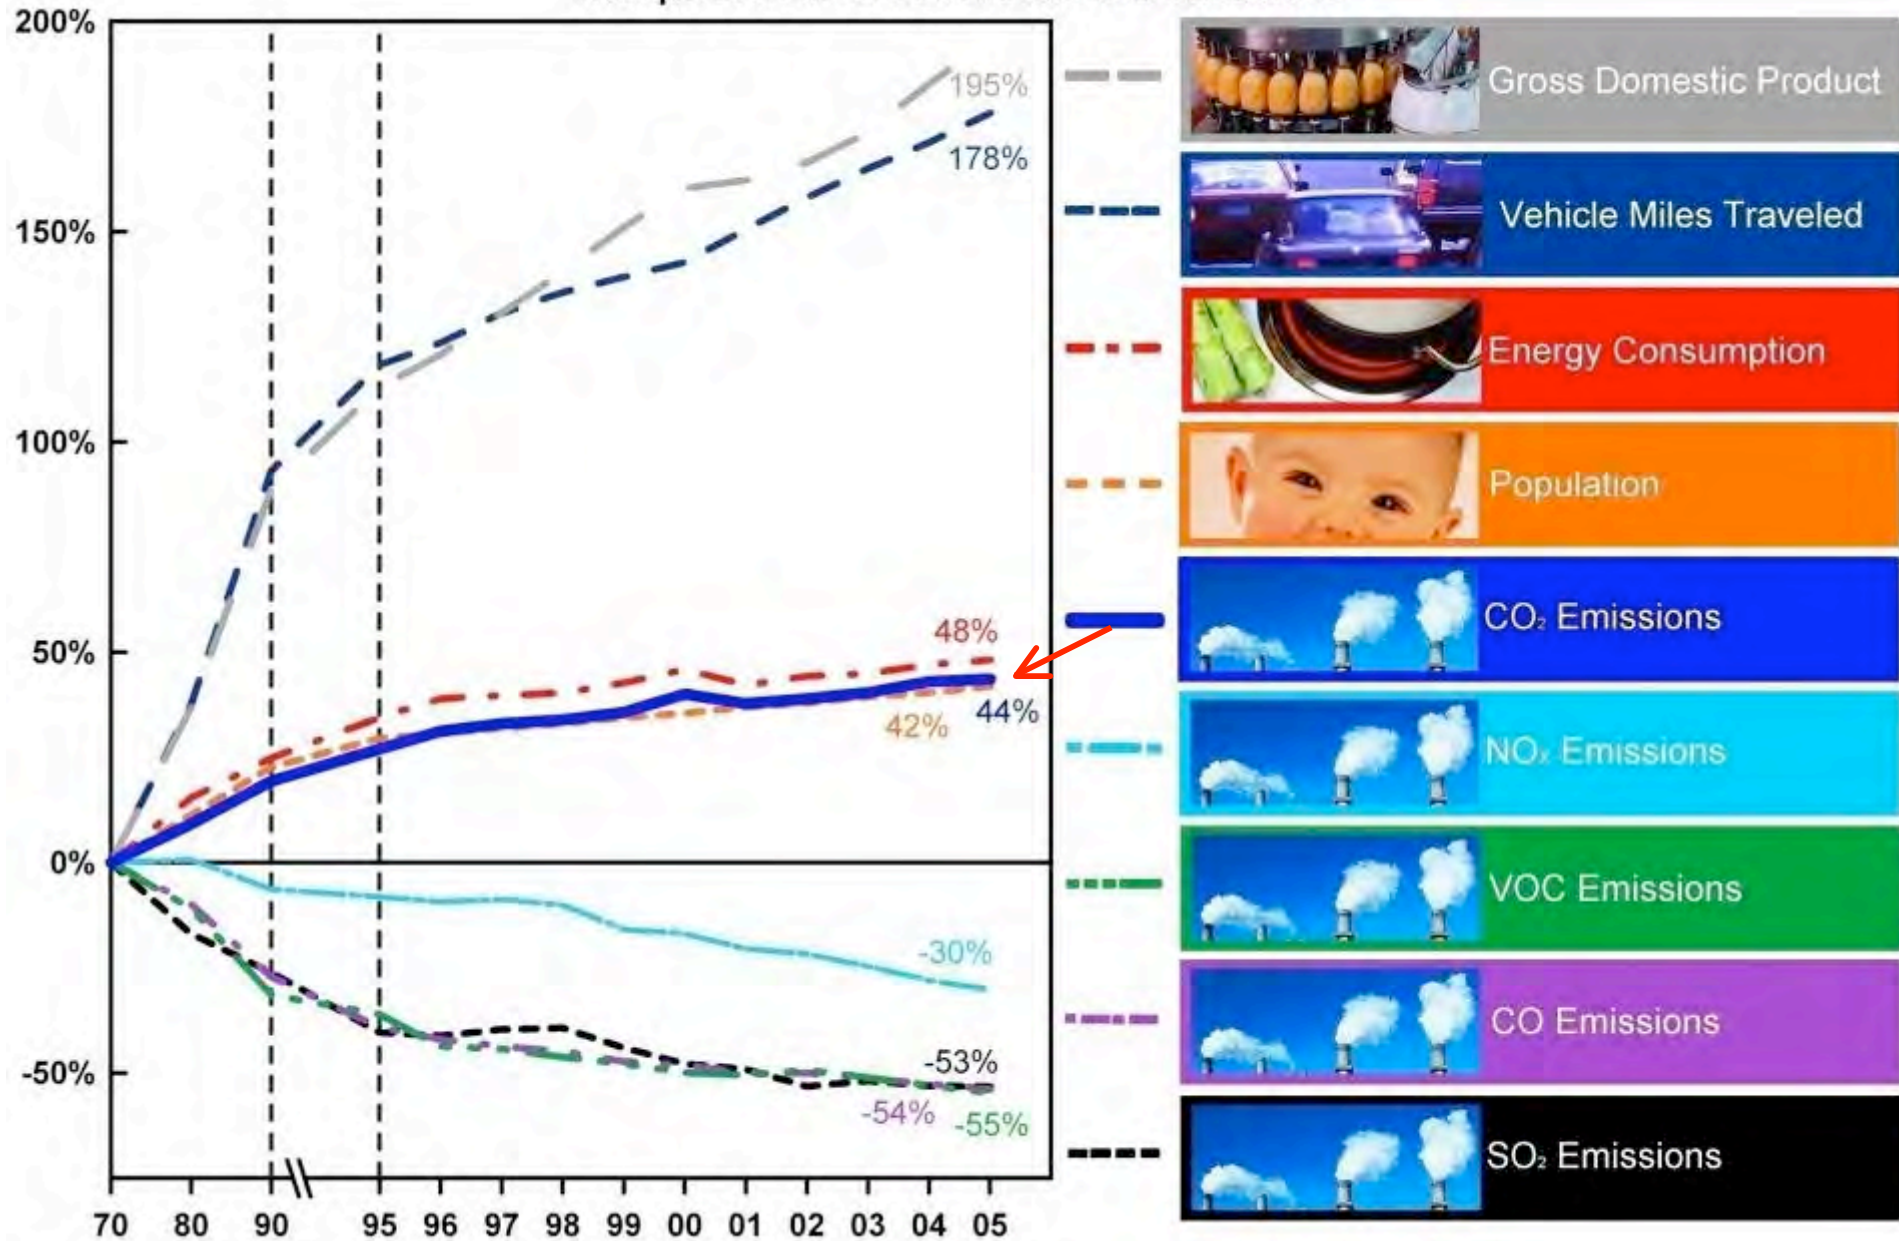 200%
150%
100%
50%
0%
-50%
195%
178%
48%
44%
42%
-30%
-53%
-54%
-55%
70 80 90 95 96 97 98 99 00 01 02 03 04 05
Gross Domestic Product
Vehicle Miles Traveled
Energy Consumption
Population
CO₂ Emissions
NOₓ Emissions
VOC Emissions
CO Emissions
SO₂ Emissions